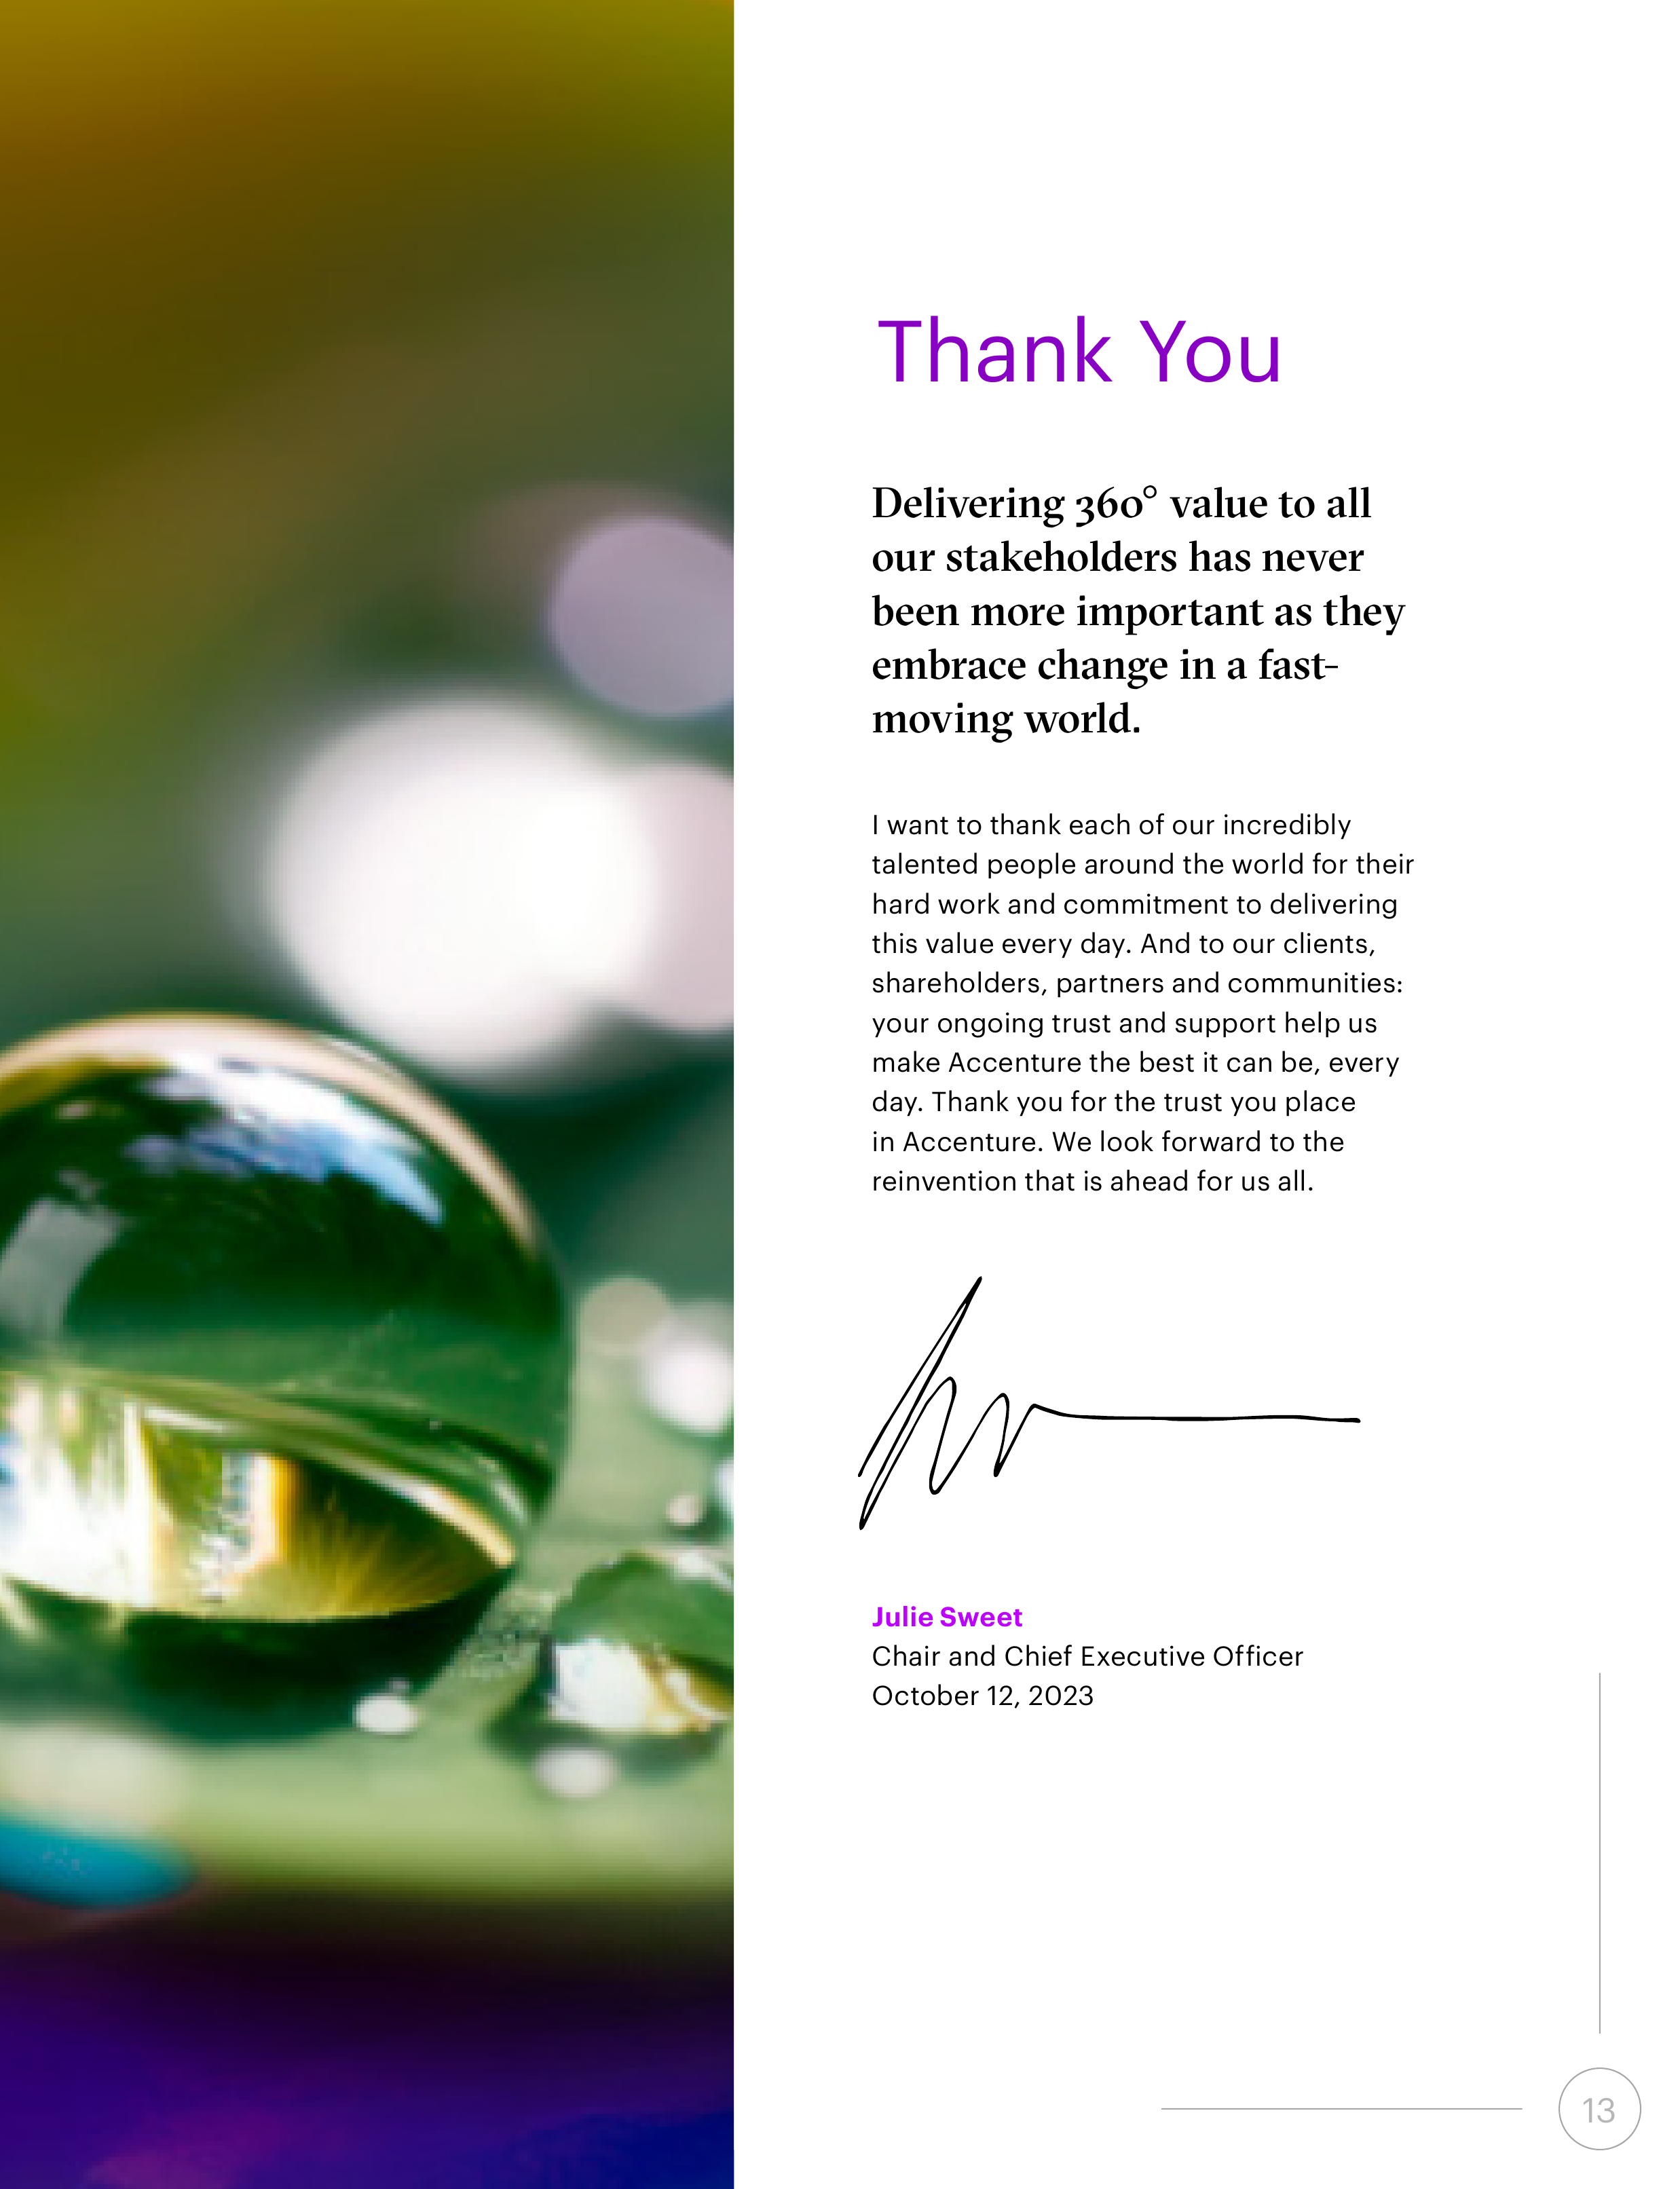 Thank You
Delivering 360° value to all
our stakeholders has never
been more important as they
embrace change in a fast-
moving world.
I want to thank each of our incredibly
talented people around the world for their
hard work and commitment to delivering
this value every day. And to our clients,
shareholders, partners and communities:
your ongoing trust and support help us
make Accenture the best it can be, every
day. Thank you for the trust you place
in Accenture. We look forward to the
reinvention that is ahead for us all.
Julie Sweet
Chair and Chief Executive Officer
October 12, 2023
13